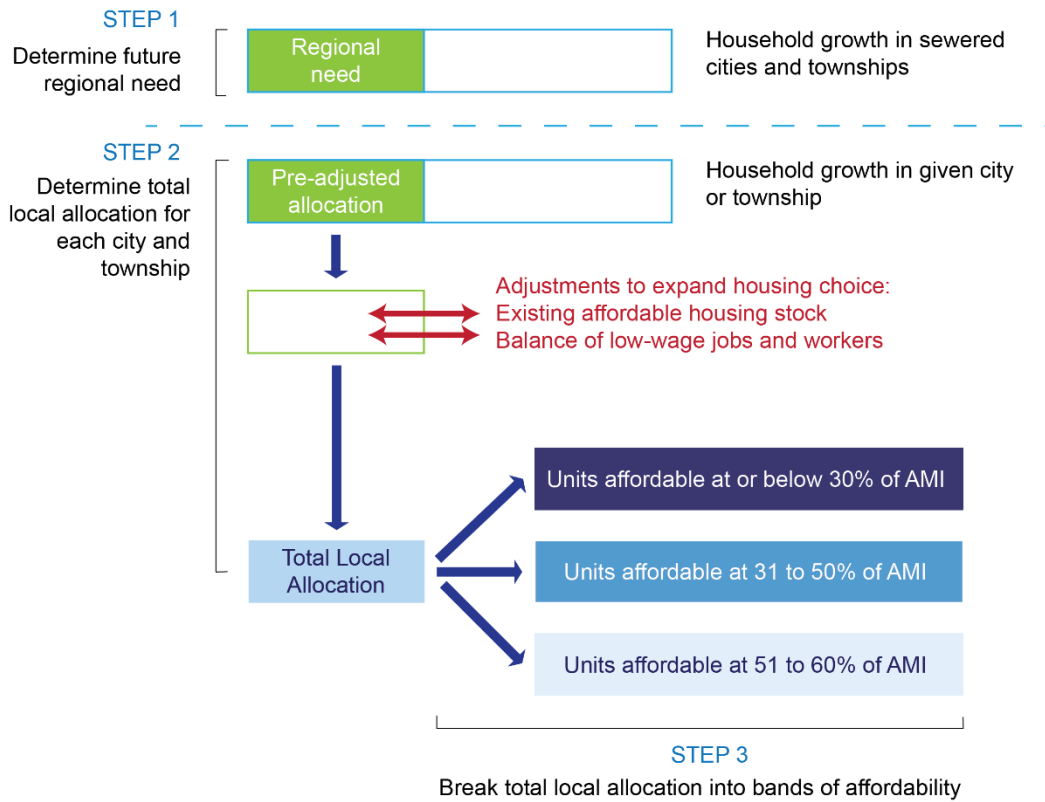 STEP 1
Determine future
regional need
Regional
need
Household growth in sewered
cities and townships
STEP 2
Determine total
local allocation for
each city and
township
Pre-adjusted
allocation
Household growth in given city
or township
Adjustments to expand housing choice:
Existing affordable housing stock
Balance of low-wage jobs and workers
Total Local
Allocation
Units affordable at or below 30% of AMI
Units affordable at 31 to 50% of AMI
Units affordable at 51 to 60% of AMI
STEP 3
Break total local allocation into bands of affordability